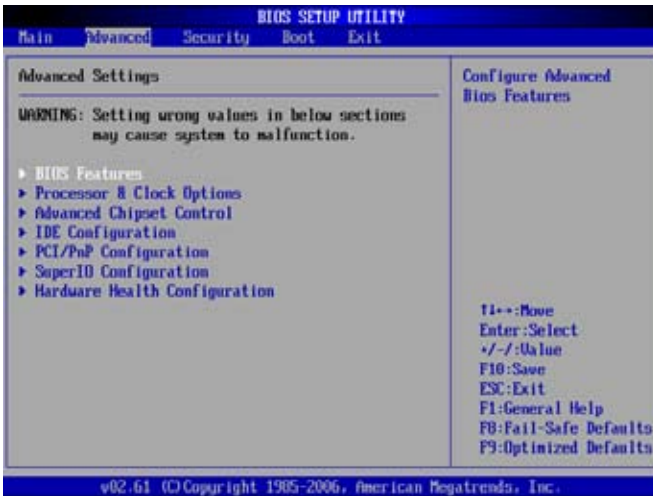 BIOS SETUP UTILITY
Main Advanced Security Boot Exit
Advanced Settings
WARNING: Setting wrong values in below sections
may cause system to malfunction.
▶ BIOS Features
▶ Processor & Clock Options
▶ Advanced Chipset Control
▶ IDE Configuration
▶ PCI/PnP Configuration
▶ SuperIO Configuration
▶ Hardware Health Configuration
Configure Advanced
Bios Features
↑↓←→:Move
Enter:Select
+/-/:Value
F10:Save
ESC:Exit
F1:General Help
F8:Fail-Safe Defaults
F9:Optimized Defaults
v02.61 (C)Copyright 1985-2006, American Megatrends, Inc.